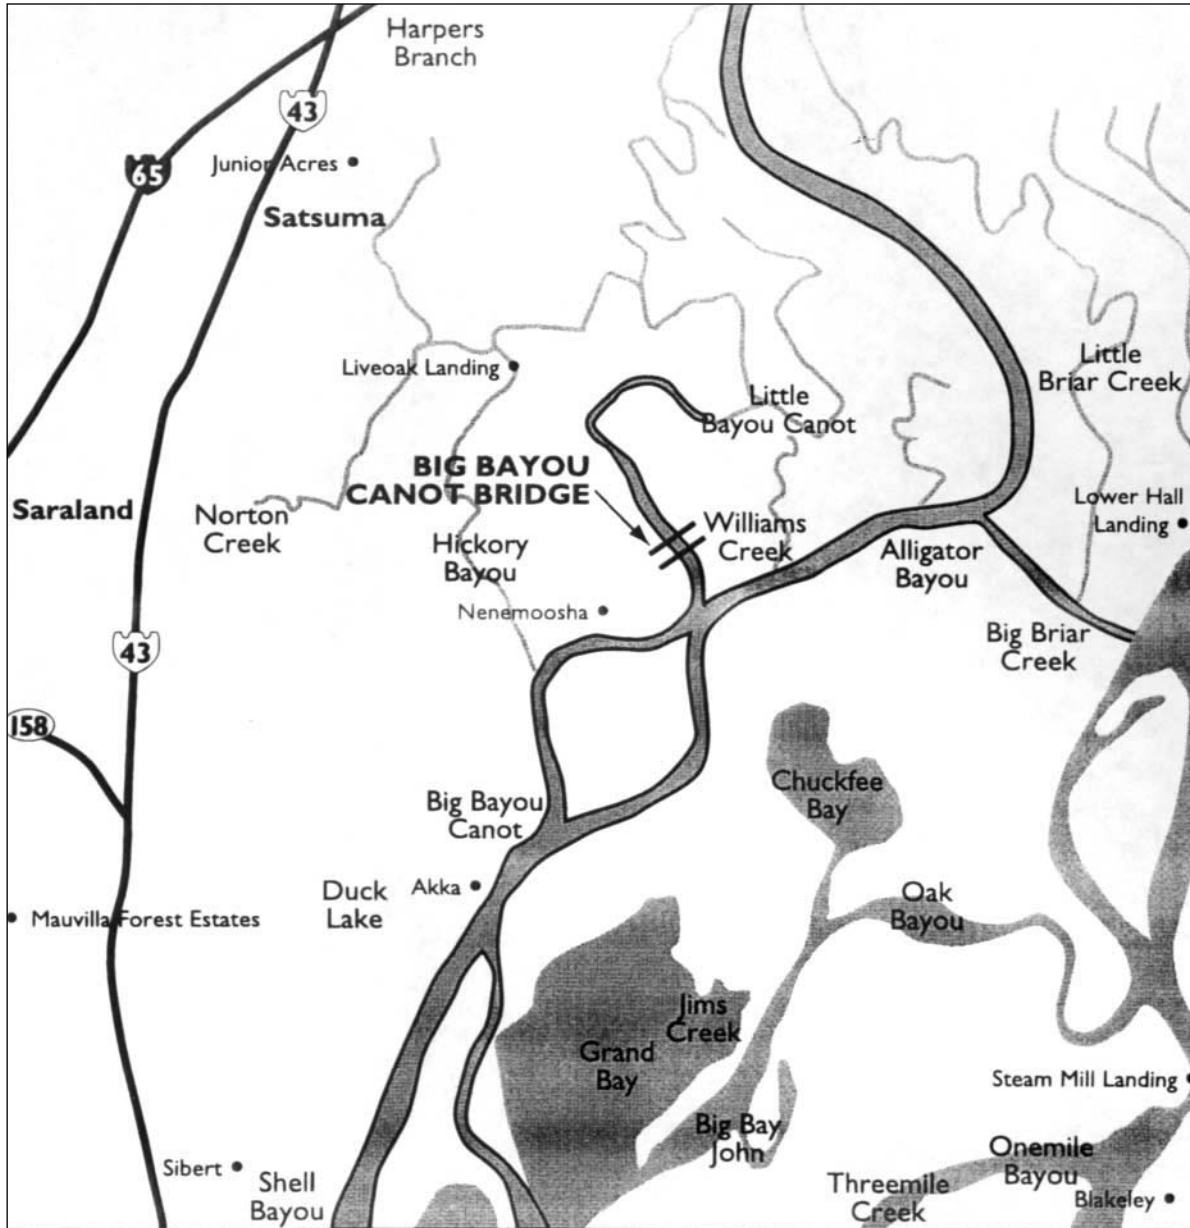 Harpers
Branch
43
65
Junior Acres
Satsuma
Liveoak Landing
Little
Briar Creek
Little
Bayou Canot
BIG BAYOU
CANOT BRIDGE
Saraland
Norton
Creek
Hickory
Bayou
Williams
Creek
Lower Hall
Landing
Alligator
Bayou
Nenemoosha
Big Briar
Creek
43
158
Chuckfee
Bay
Big Bayou
Canot
Duck
Lake
Akka
Oak
Bayou
Mauvilla Forest Estates
Jims
Creek
Grand
Bay
Steam Mill Landing
Big Bay
John
Onemile
Bayou
Sibert
Shell
Bayou
Threemile
Creek
Blakeley